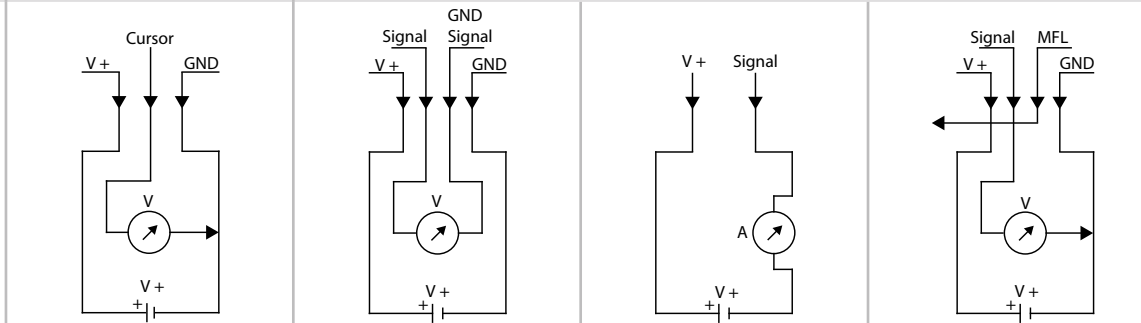 Cursor
V +
GND
V
V +
+
GND
Signal
Signal
V +
GND
V
V +
+
V +
Signal
A
V +
+
Signal
MFL
V +
GND
V
V +
+